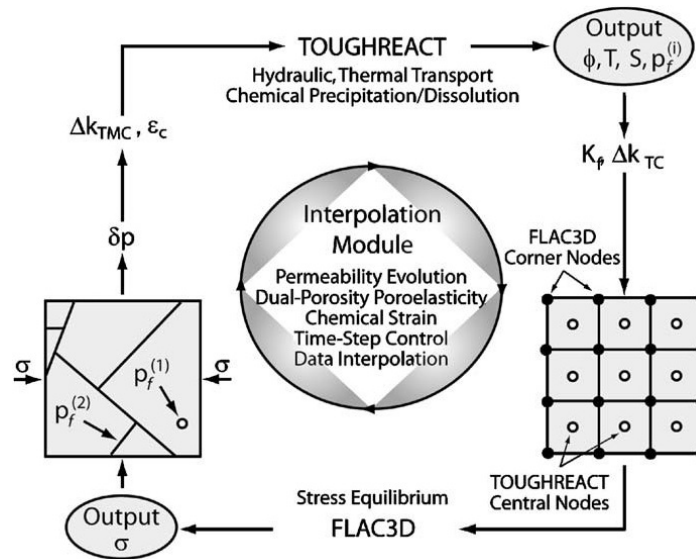 TOUGHREACT
Hydraulic, Thermal Transport
Chemical Precipitation/Dissolution
Output
ϕ, T, S, p_f^(i)
K_f, Δk_TC
Δk_TMC, ε_c
δp
Interpolation
Module
Permeability Evolution
Dual-Porosity Poroelasticity
Chemical Strain
Time-Step Control
Data Interpolation
FLAC3D
Corner Nodes
σ
σ
p_f^(1)
p_f^(2)
TOUGHREACT
Central Nodes
Stress Equilibrium
FLAC3D
Output
σ